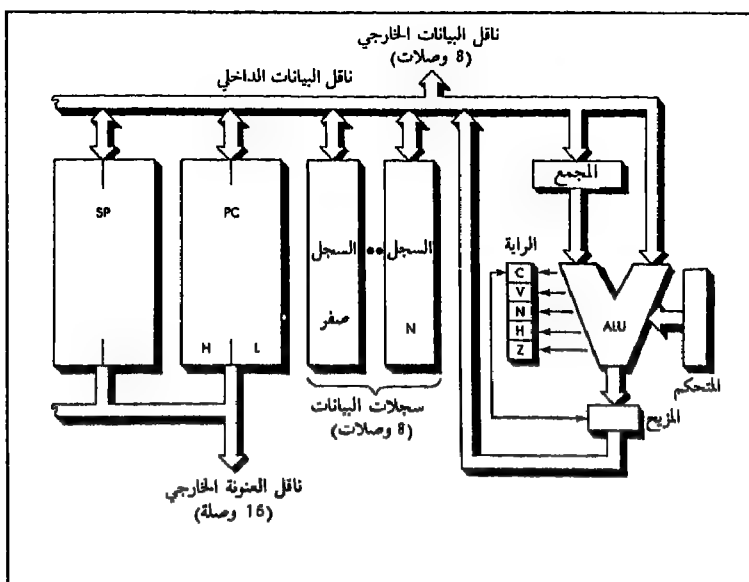 ناقل البيانات الخارجي
(8 وصلات)
ناقل البيانات الداخلي
SP
PC
H L
السجل
صفر
السجل
N
سجلات البيانات
(8 وصلات)
ناقل العنونة الخارجي
(16 وصلة)
المجمع
الراية
C
V
N
H
Z
ALU
المتحكم
المزيح